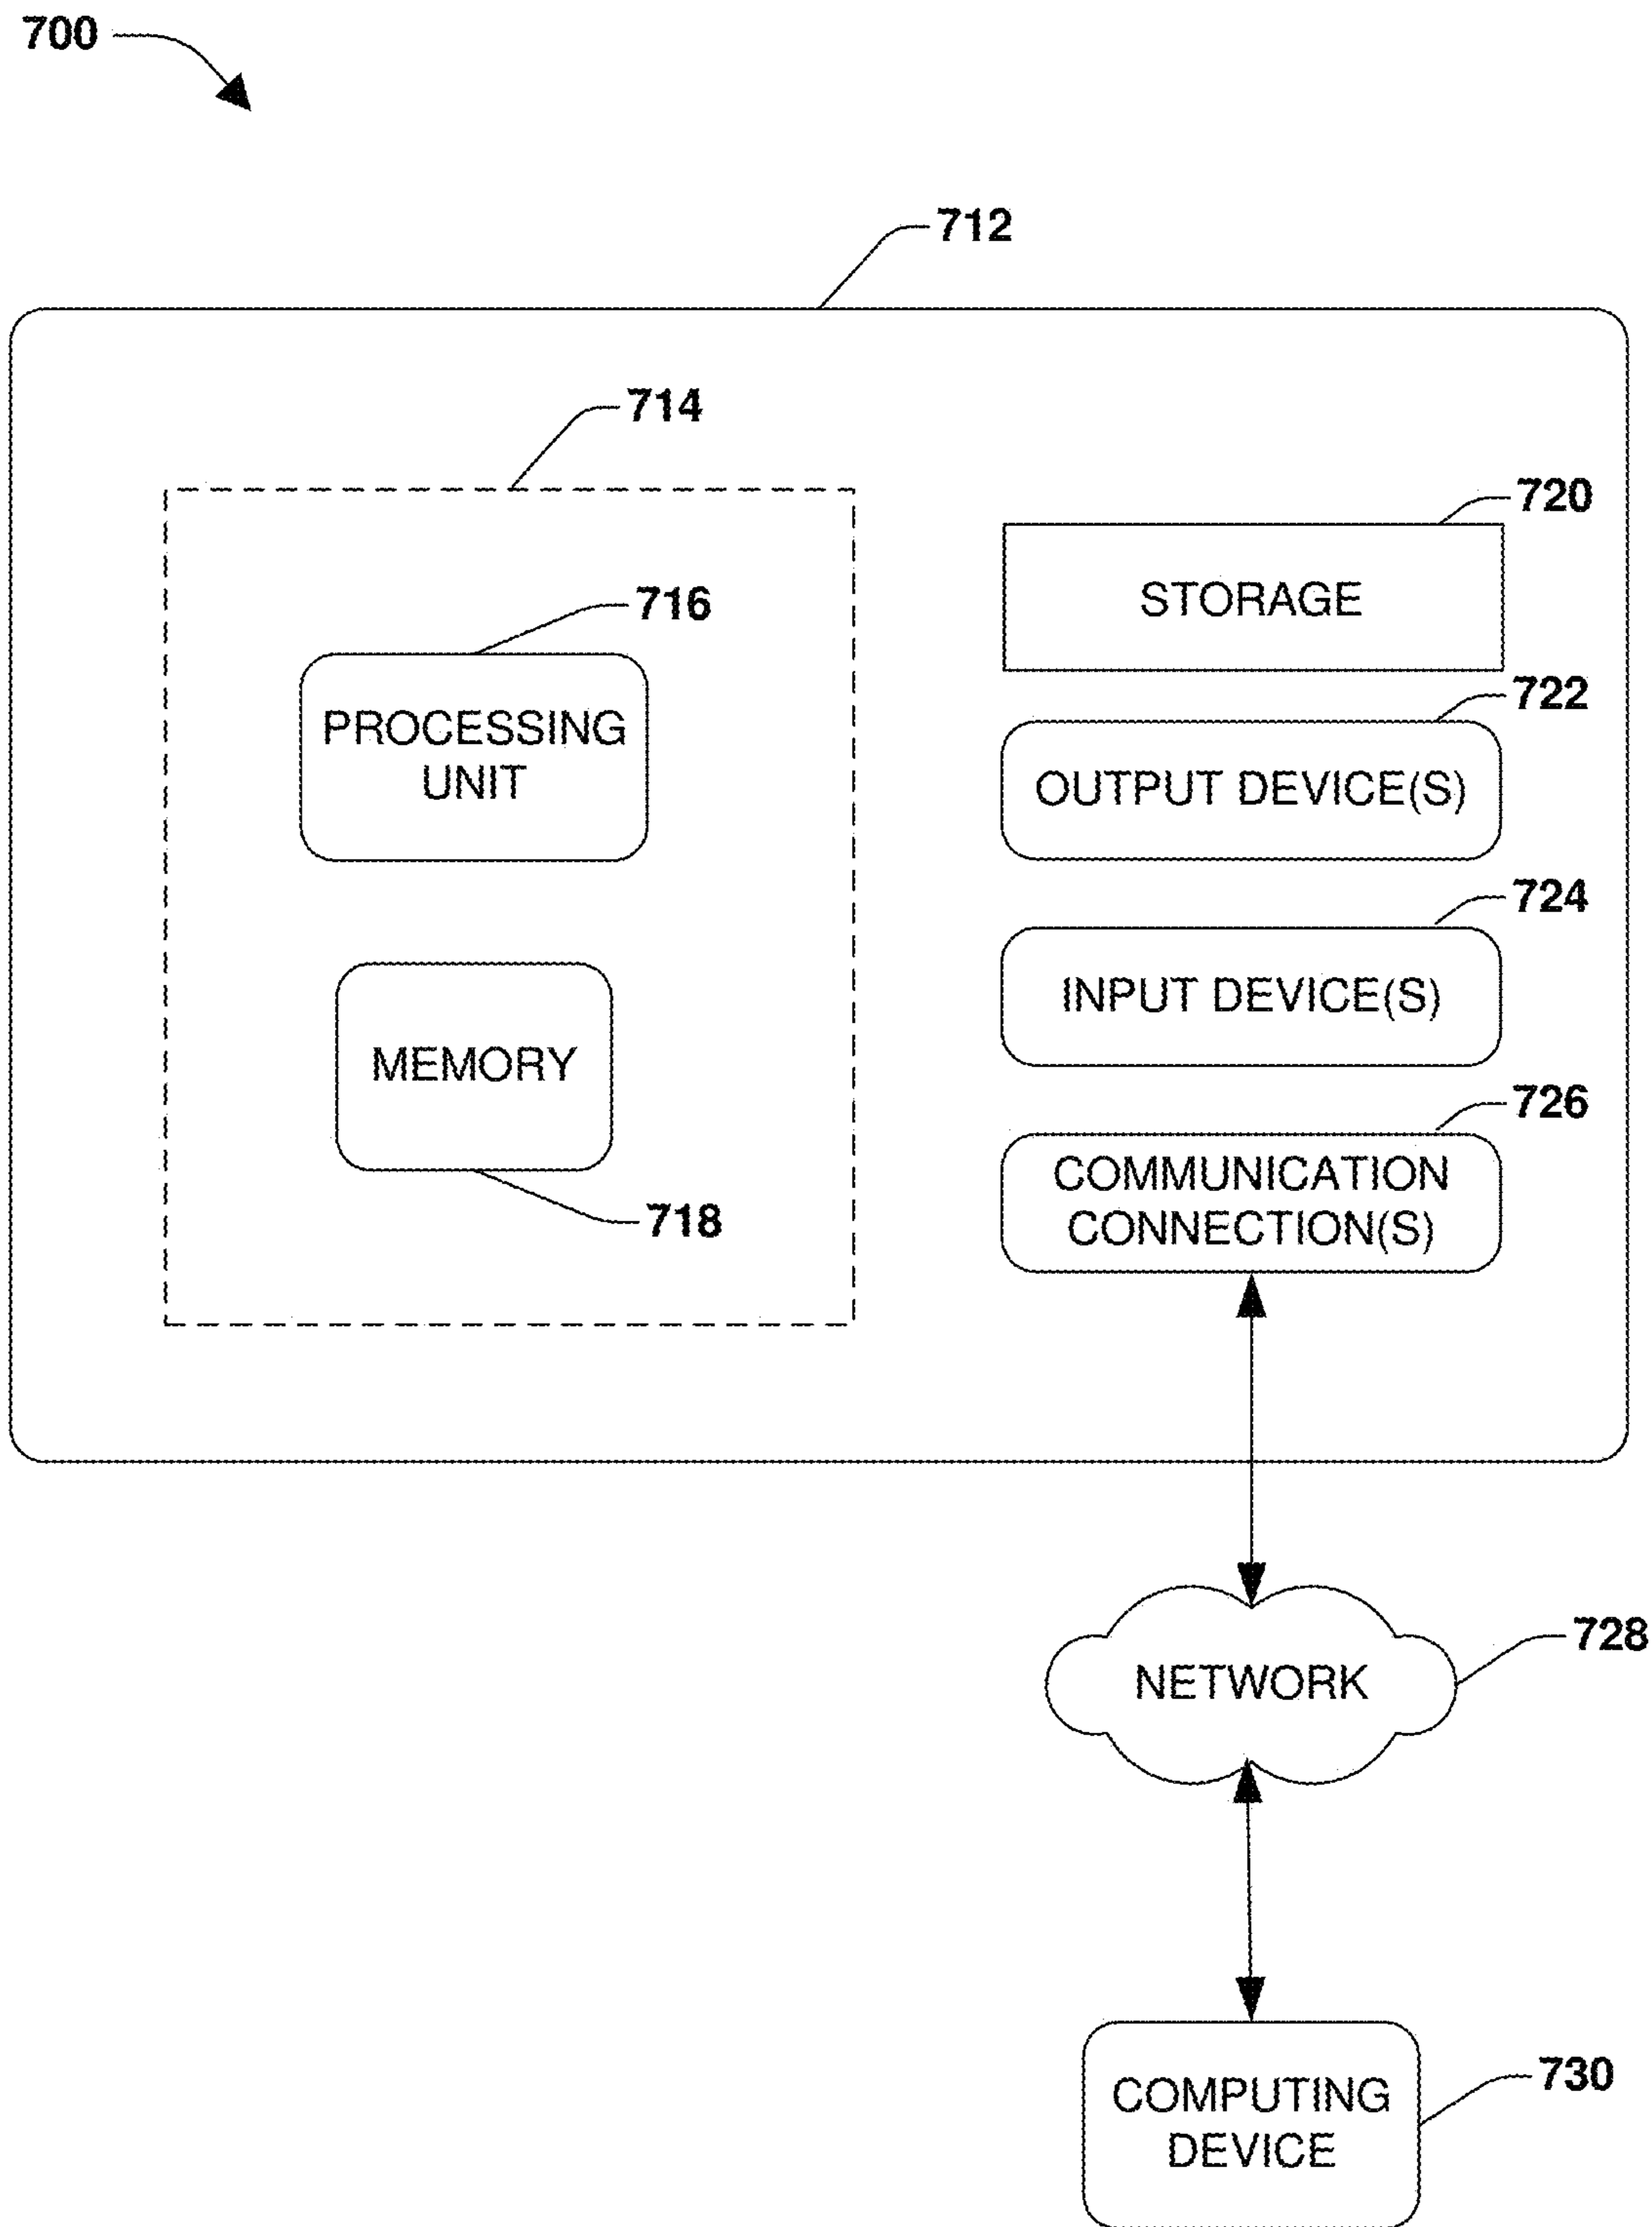 700
712
714
720
716
STORAGE
722
PROCESSING
UNIT
OUTPUT DEVICE(S)
724
INPUT DEVICE(S)
MEMORY
726
COMMUNICATION
CONNECTION(S)
718
728
NETWORK
730
COMPUTING
DEVICE